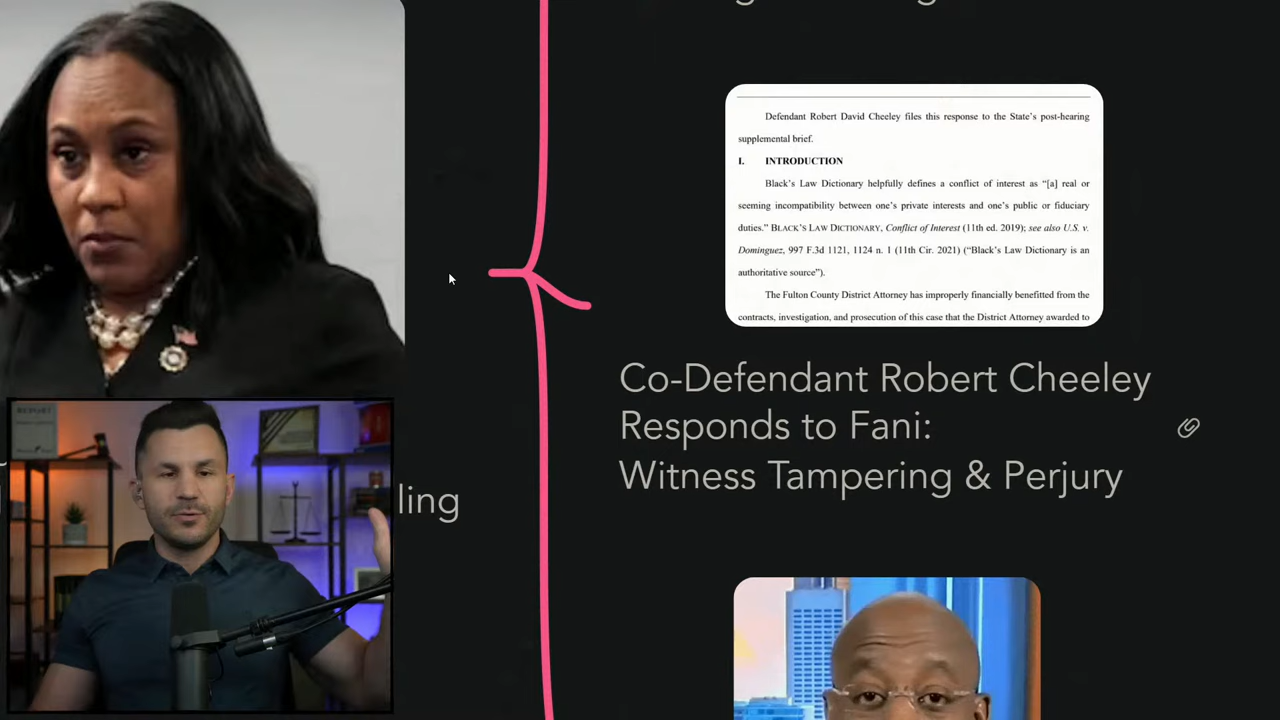 Defendant Robert David Cheeley files this response to the State's post-hearing
supplemental brief.
I. INTRODUCTION
Black's Law Dictionary helpfully defines a conflict of interest as "[a] real or
seeming incompatibility between one's private interests and one's public or fiduciary
duties." BLACK'S LAW DICTIONARY, Conflict of Interest (11th ed. 2019); see also U.S. v.
Dominguez, 997 F.3d 1121, 1124 n. 1 (11th Cir. 2021) ("Black's Law Dictionary is an
authoritative source").
The Fulton County District Attorney has improperly financially benefitted from the
contracts, investigation, and prosecution of this case that the District Attorney awarded to
Co-Defendant Robert Cheeley
Responds to Fani:
Witness Tampering & Perjury
REPORT
ling